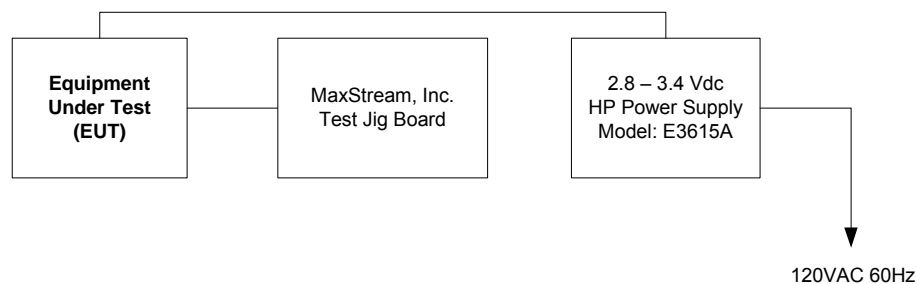 Equipment
Under Test
(EUT)
MaxStream, Inc.
Test Jig Board
2.8 – 3.4 Vdc
HP Power Supply
Model: E3615A
120VAC 60Hz